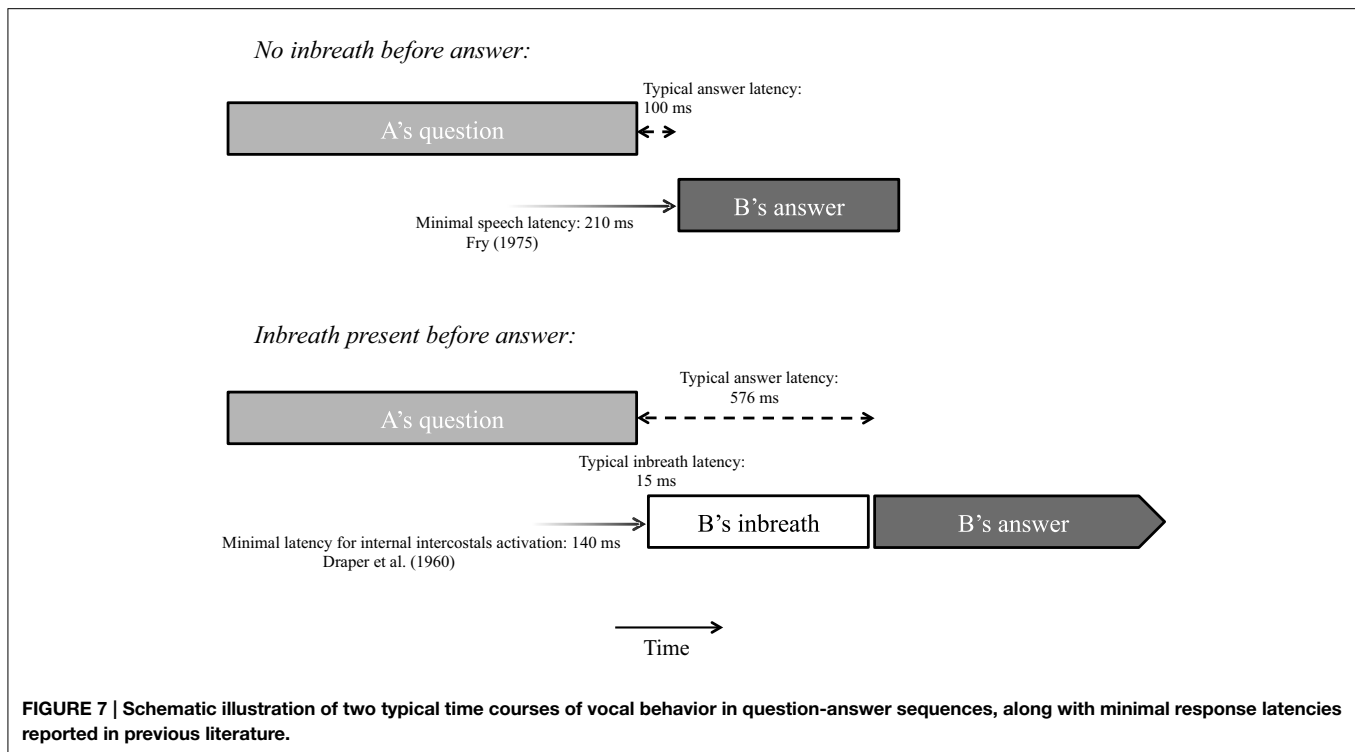 No inbreath before answer:
Typical answer latency:
100 ms
A's question
B's answer
Minimal speech latency: 210 ms
Fry (1975)
Inbreath present before answer:
Typical answer latency:
576 ms
A's question
Typical inbreath latency:
15 ms
B's inbreath
B's answer
Minimal latency for internal intercostals activation: 140 ms
Draper et al. (1960)
Time
FIGURE 7 | Schematic illustration of two typical time courses of vocal behavior in question-answer sequences, along with minimal response latencies
reported in previous literature.